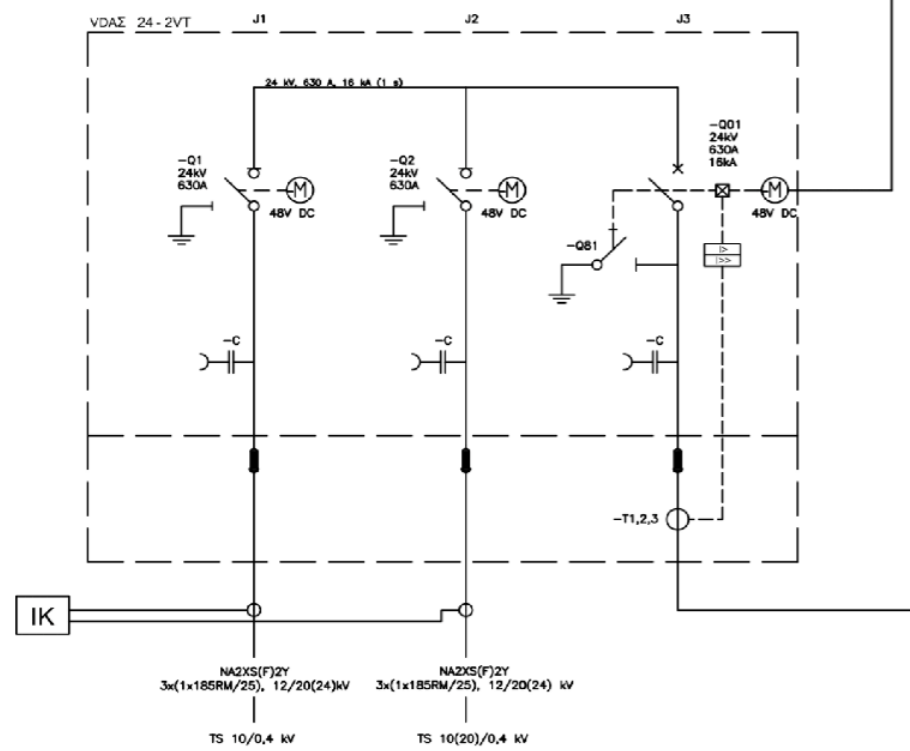 VDAΣ 24-2VT
J1
J2
J3
24 kV, 630 A, 16 kA (1 s)
-Q1
24kV
630A
M
48V DC
-Q2
24kV
630A
M
48V DC
-Q01
24kV
630A
16kA
M
48V DC
-Q81
I>
I>>
-C
-C
-C
-T1,2,3
IK
NA2XS(F)2Y
3x(1x185RM/25), 12/20(24)kV
NA2XS(F)2Y
3x(1x185RM/25), 12/20(24) kV
TS 10/0,4 kV
TS 10(20)/0,4 kV